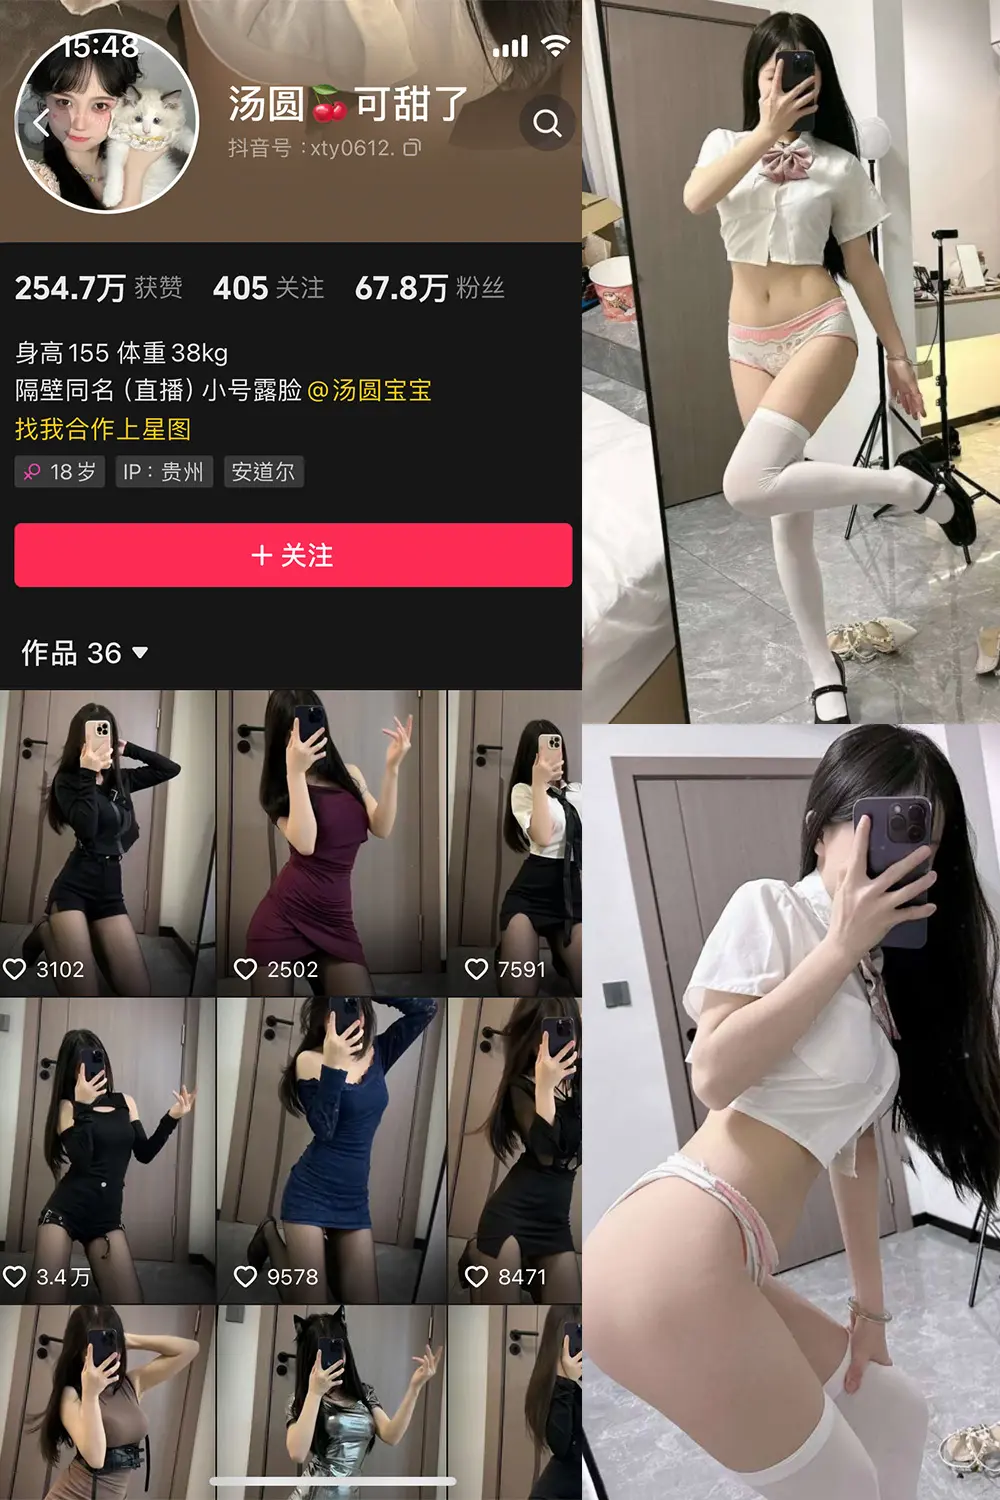 15:48
汤圆🍒可甜了
抖音号：xty0612.
254.7万 获赞 405 关注 67.8万 粉丝
身高155 体重38kg
隔壁同名（直播）小号露脸@汤圆宝宝
找我合作上星图
18岁 IP：贵州 安道尔
+ 关注
作品 36
3102 2502 7591
3.4万 9578 8471